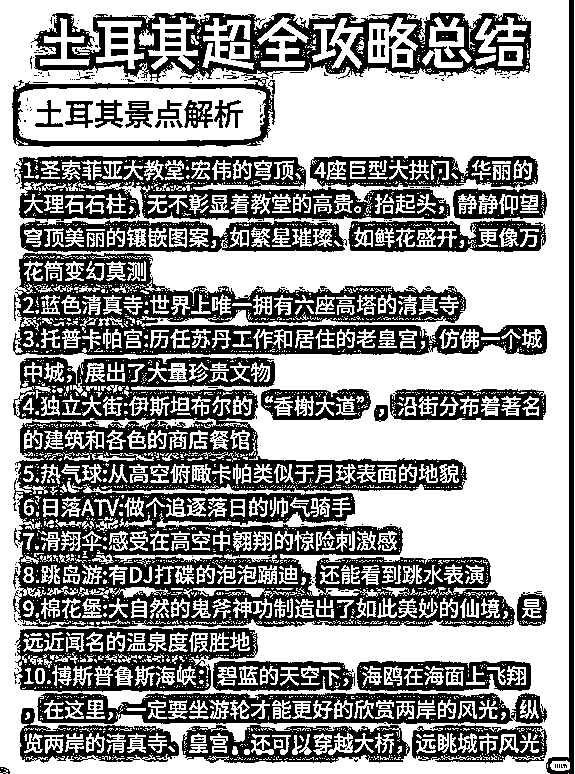 土耳其超全攻略总结
土耳其景点解析
1.圣索菲亚大教堂:宏伟的穹顶、4座巨型大拱门、华丽的
大理石石柱，无不彰显着教堂的高贵。抬起头，静静仰望
穹顶美丽的镶嵌图案，如繁星璀璨、如鲜花盛开，更像万
花筒变幻莫测
2.蓝色清真寺:世界上唯一拥有六座高塔的清真寺
3.托普卡帕宫:历任苏丹工作和居住的老皇宫，仿佛一个城
中城，展出了大量珍贵文物
4.独立大街:伊斯坦布尔的“香榭大道”，沿街分布着著名
的建筑和各色的商店餐馆
5.热气球:从高空俯瞰卡帕类似于月球表面的地貌
6.日落ATV:做个追逐落日的帅气骑手
7.滑翔伞:感受在高空中翱翔的惊险刺激感
8.跳岛游:有DJ打碟的泡泡蹦迪，还能看到跳水表演
9.棉花堡:大自然的鬼斧神功制造出了如此美妙的仙境，是
远近闻名的温泉度假胜地
10.博斯普鲁斯海峡：碧蓝的天空下，海鸥在海面上飞翔
，在这里，一定要坐游轮才能更好的欣赏两岸的风光，纵
览两岸的清真寺、皇宫..还可以穿越大桥，远眺城市风光